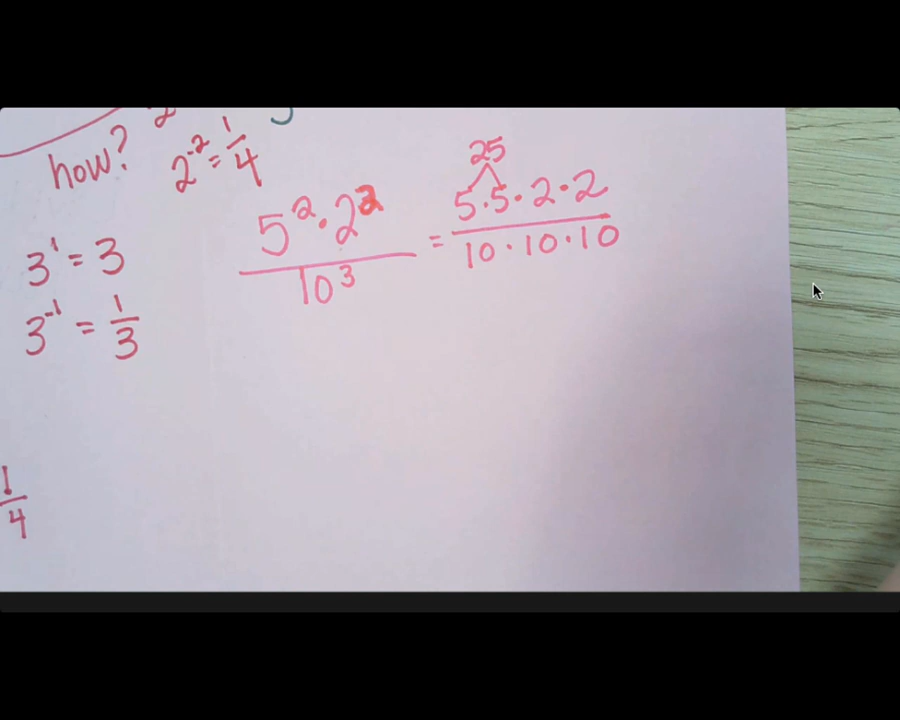 how? 2⁻² = 1/4
3¹ = 3
3⁻¹ = 1/3
1/4
25
5² · 2² / 10³ = 5 · 5 · 2 · 2 / 10 · 10 · 10